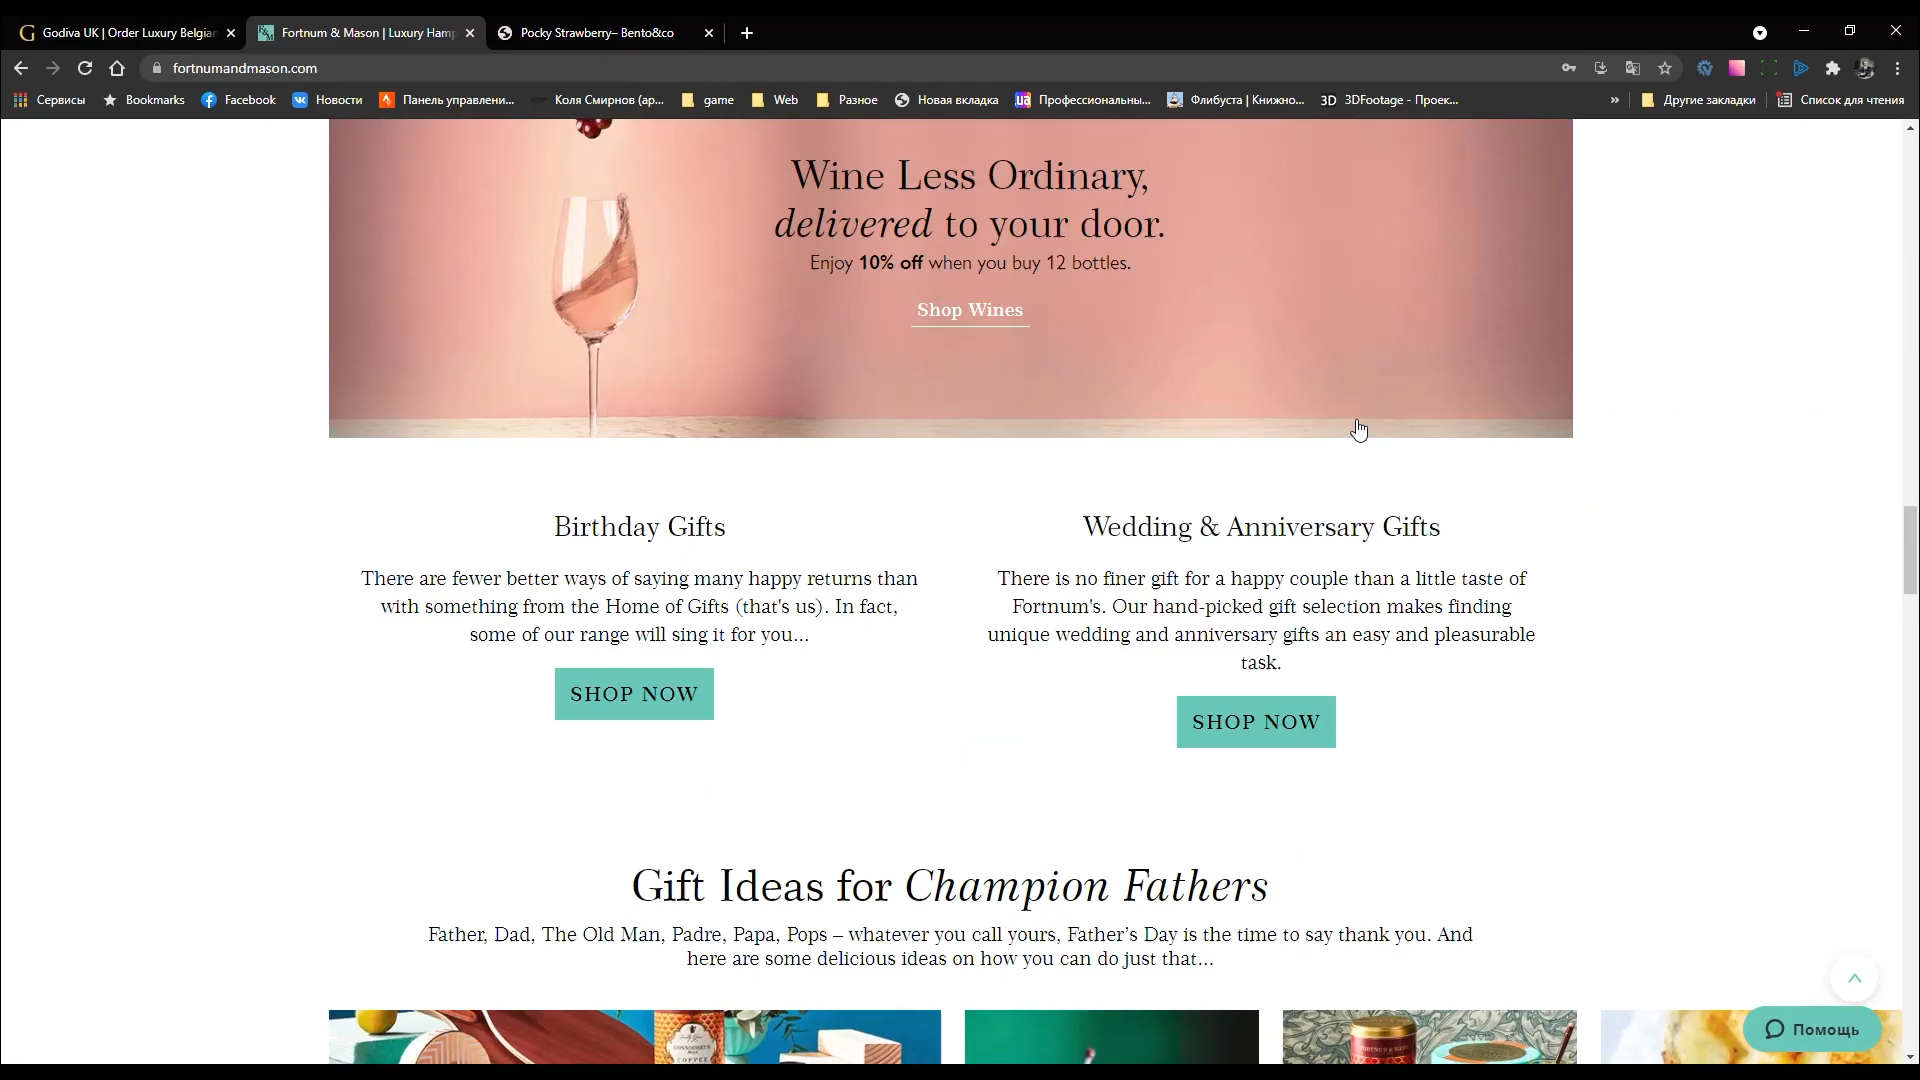 Godiva UK | Order Luxury Belgian
Fortnum & Mason | Luxury Hamp
Pocky Strawberry– Bento&co
fortnumandmason.com
Сервисы
Bookmarks
Facebook
Новости
Панель управлени...
Коля Смирнов (ар...
game
Web
Разное
Новая вкладка
Профессиональны...
Флибуста | Книжно...
3DFootage - Проек...
»
Другие закладки
Список для чтения
Wine Less Ordinary,
delivered to your door.
Enjoy 10% off when you buy 12 bottles.
Shop Wines
Birthday Gifts
There are fewer better ways of saying many happy returns than
with something from the Home of Gifts (that's us). In fact,
some of our range will sing it for you...
SHOP NOW
Wedding & Anniversary Gifts
There is no finer gift for a happy couple than a little taste of
Fortnum's. Our hand-picked gift selection makes finding
unique wedding and anniversary gifts an easy and pleasurable
task.
SHOP NOW
Gift Ideas for Champion Fathers
Father, Dad, The Old Man, Padre, Papa, Pops – whatever you call yours, Father’s Day is the time to say thank you. And
here are some delicious ideas on how you can do just that...
COFFEE
FORTNUM & MASON
Помощь